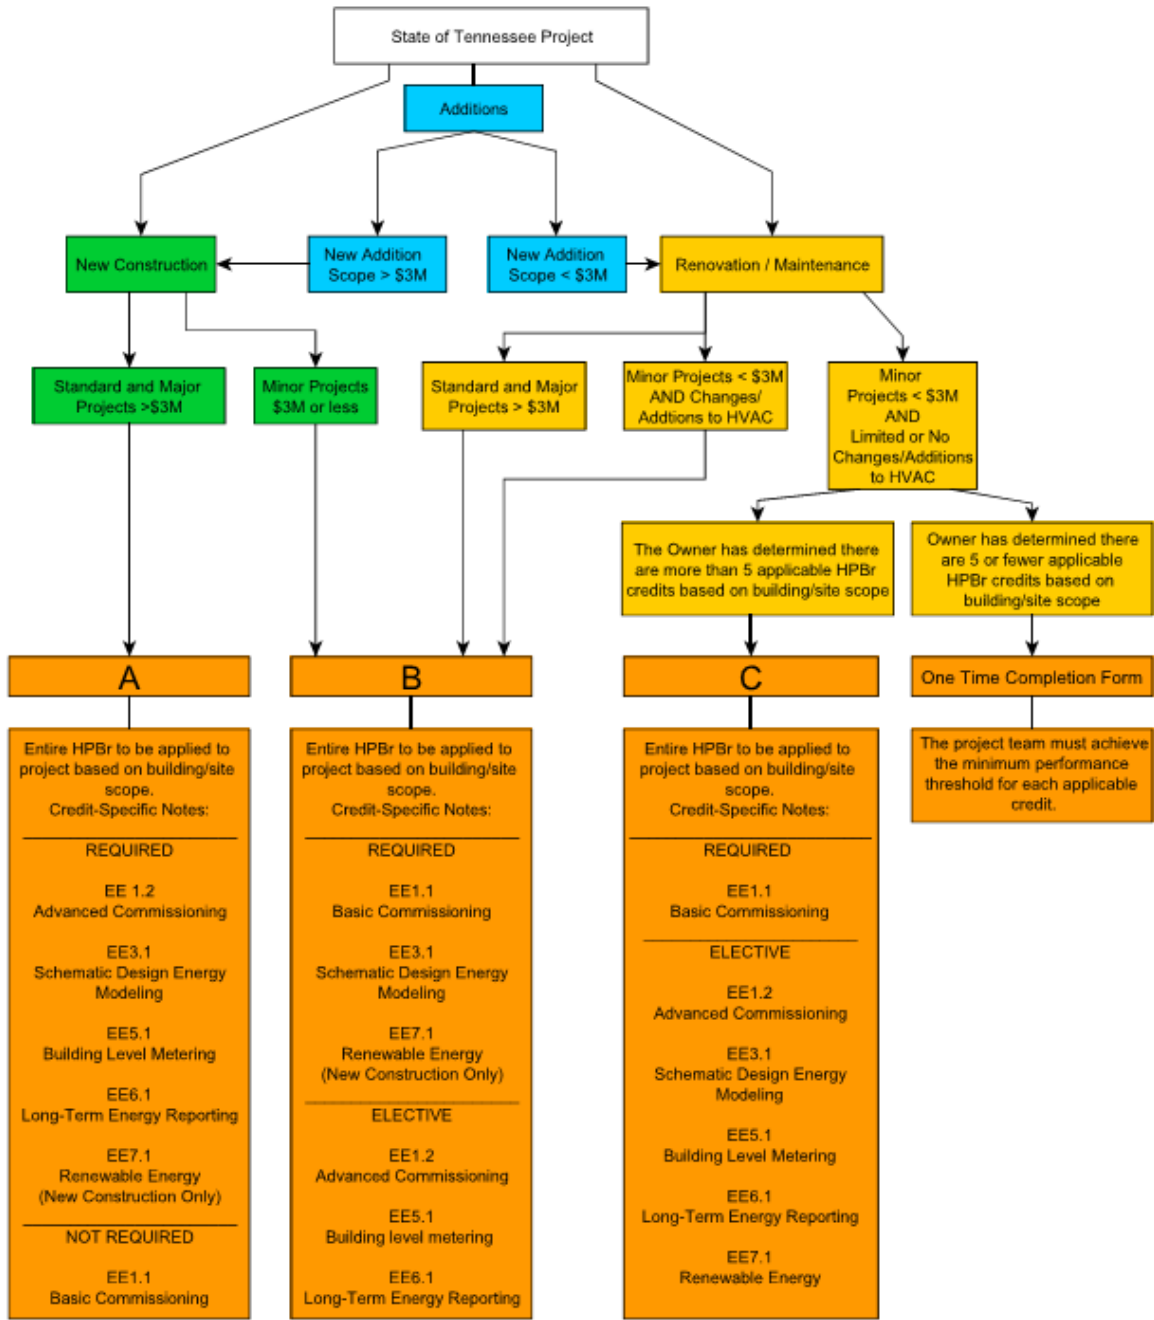 State of Tennessee Project
Additions
New Construction
New Addition
Scope > $3M
New Addition
Scope < $3M
Renovation / Maintenance
Standard and Major
Projects >$3M
Minor Projects
$3M or less
Standard and Major
Projects > $3M
Minor Projects < $3M
AND Changes/
Addtions to HVAC
Minor
Projects < $3M
AND
Limited or No
Changes/Additions
to HVAC
The Owner has determined there
are more than 5 applicable HPBr
credits based on building/site scope
Owner has determined there
are 5 or fewer applicable
HPBr credits based on
building/site scope
A
B
C
One Time Completion Form
Entire HPBr to be applied to
project based on building/site
scope.
Credit-Specific Notes:
REQUIRED
EE 1.2
Advanced Commissioning
EE3.1
Schematic Design Energy
Modeling
EE5.1
Building Level Metering
EE6.1
Long-Term Energy Reporting
EE7.1
Renewable Energy
(New Construction Only)
NOT REQUIRED
EE1.1
Basic Commissioning
Entire HPBr to be applied to
project based on building/site
scope.
Credit-Specific Notes:
REQUIRED
EE1.1
Basic Commissioning
EE3.1
Schematic Design Energy
Modeling
EE7.1
Renewable Energy
(New Construction Only)
ELECTIVE
EE1.2
Advanced Commissioning
EE5.1
Building level metering
EE6.1
Long-Term Energy Reporting
Entire HPBr to be applied to
project based on building/site
scope.
Credit-Specific Notes:
REQUIRED
EE1.1
Basic Commissioning
ELECTIVE
EE1.2
Advanced Commissioning
EE3.1
Schematic Design Energy
Modeling
EE5.1
Building Level Metering
EE6.1
Long-Term Energy Reporting
EE7.1
Renewable Energy
The project team must achieve
the minimum performance
threshold for each applicable
credit.